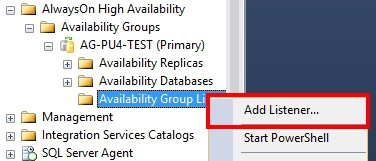 AlwaysOn High Availability
Availability Groups
AG-PU4-TEST (Primary)
Availability Replicas
Availability Databases
Availability Group Li
Add Listener...
Management
Integration Services Catalogs
Start PowerShell
SQL Server Agent